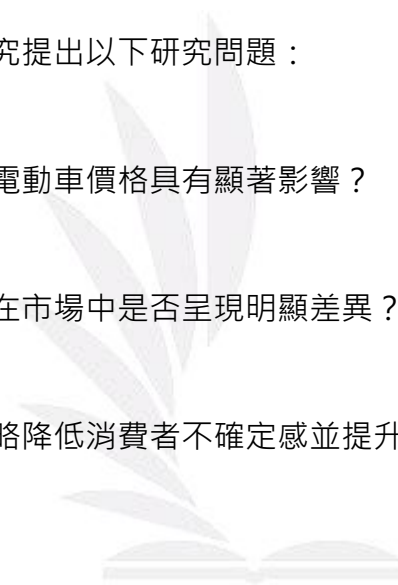 究提出以下研究問題：
電動車價格具有顯著影響？
在市場中是否呈現明顯差異？
略降低消費者不確定感並提升